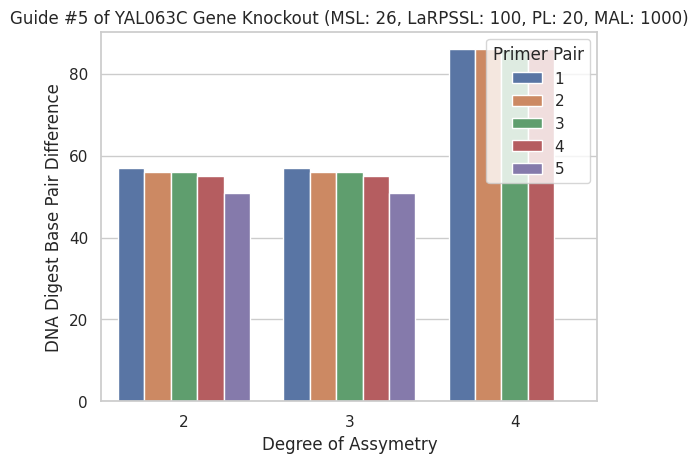 Guide #5 of YAL063C Gene Knockout (MSL: 26, LaRPSSL: 100, PL: 20, MAL: 1000)
DNA Digest Base Pair Difference
80
60
40
20
0
Primer Pair
1
2
3
4
5
2 3 4
Degree of Assymetry